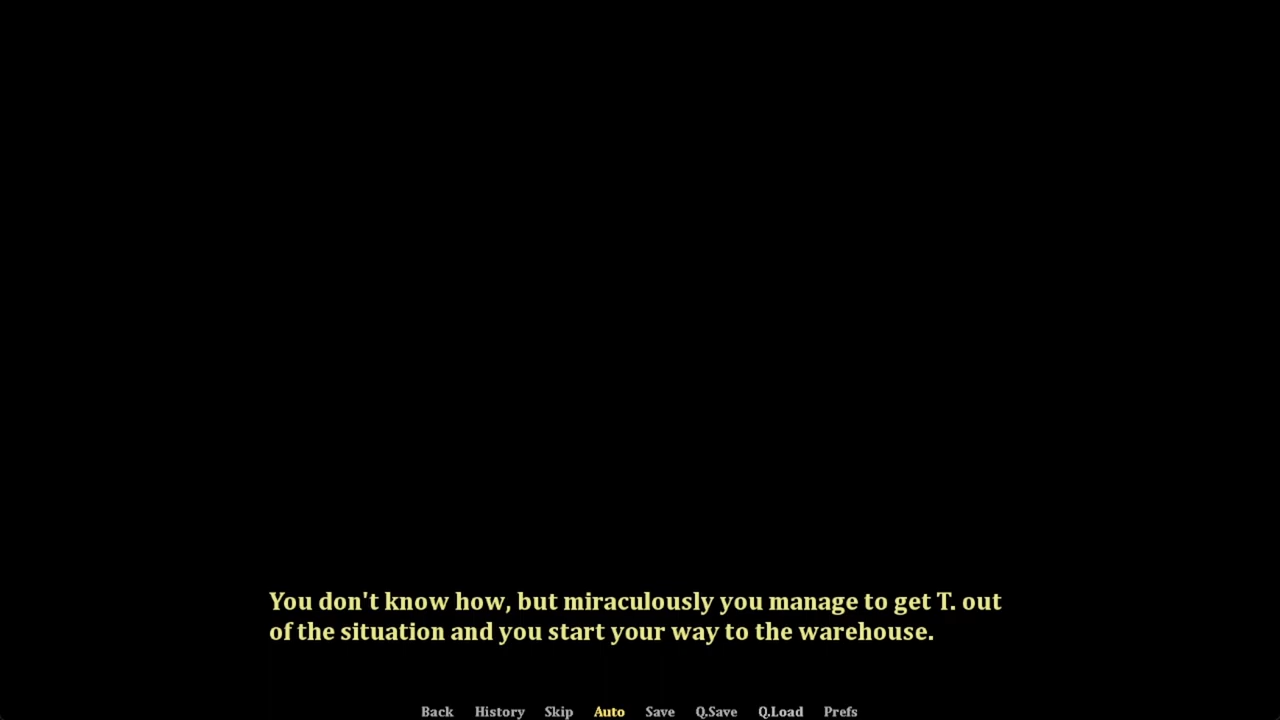 You don't know how, but miraculously you manage to get T. out
of the situation and you start your way to the warehouse.
Back History Skip Auto Save Q.Save Q.Load Prefs